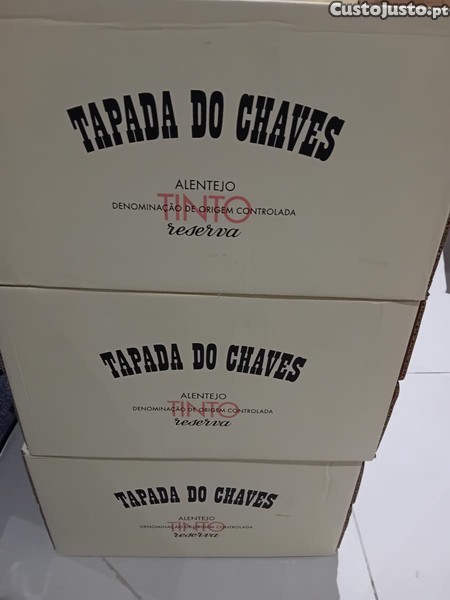 CustoJusto.pt
TAPADA DO CHAVES
ALENTEJO
TINTO
DENOMINAÇÃO DE ORIGEM CONTROLADA
reserva
TAPADA DO CHAVES
ALENTEJO
TINTO
DENOMINAÇÃO DE ORIGEM CONTROLADA
reserva
TAPADA DO CHAVES
ALENTEJO
TINTO
DENOMINAÇÃO DE ORIGEM CONTROLADA
reserva